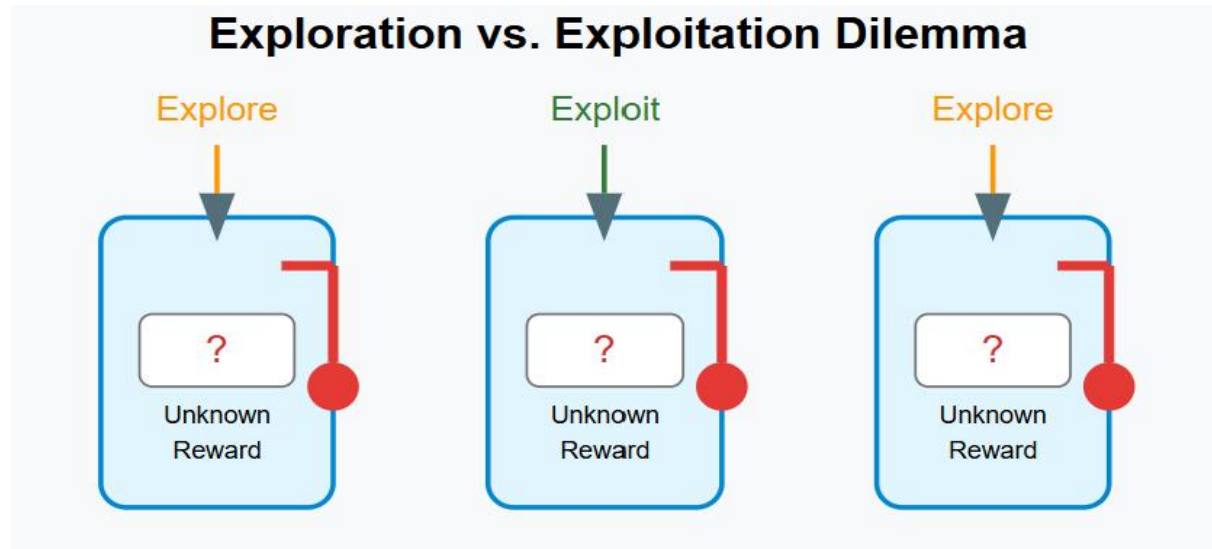 Exploration vs. Exploitation Dilemma
Explore
Exploit
Explore
?
Unknown
Reward
?
Unknown
Reward
?
Unknown
Reward